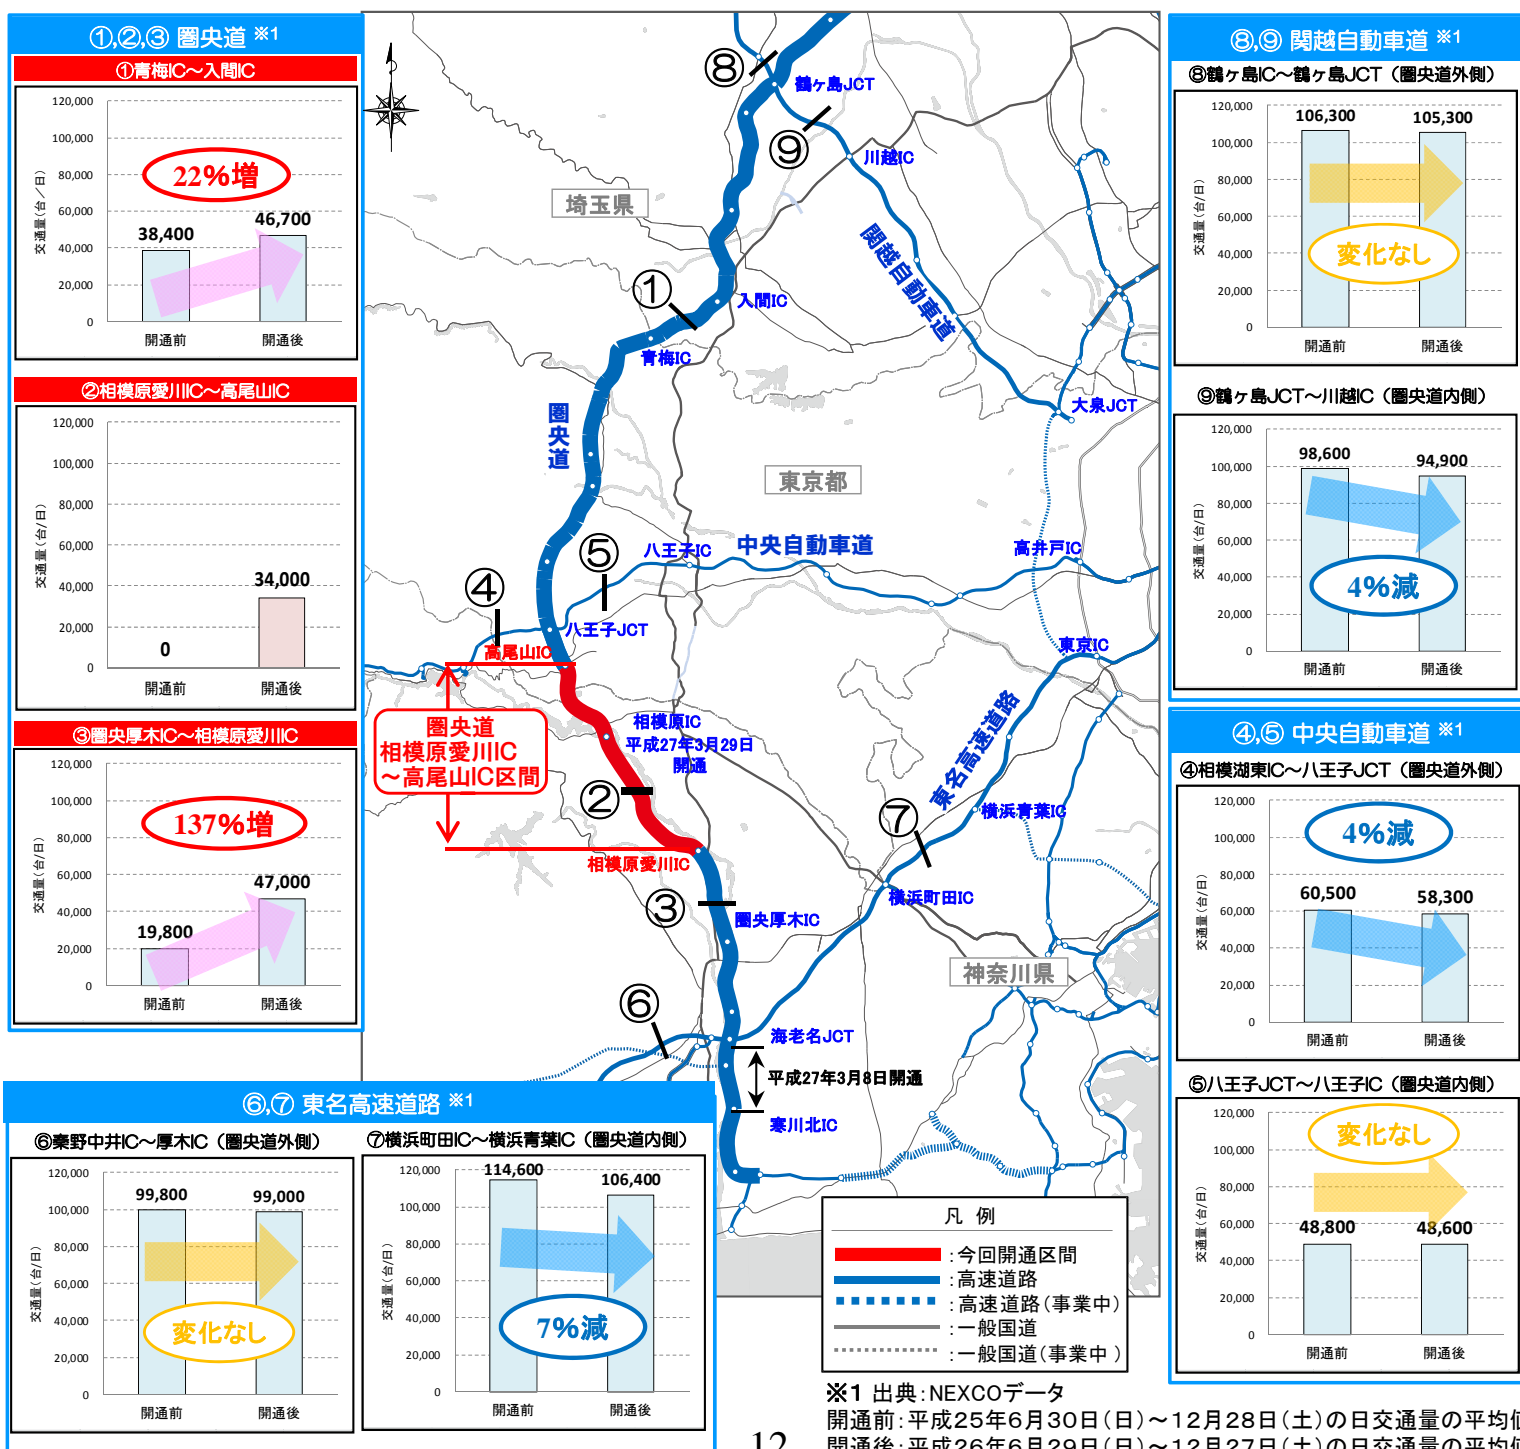 ①,②,③ 圏央道 ※1
①青梅IC～入間IC
120,000
100,000
80,000
60,000
40,000
20,000
0
交通量(台/日)
22%増
38,400
46,700
開通前
開通後
②相模原愛川IC～高尾山IC
120,000
100,000
80,000
60,000
40,000
20,000
0
交通量(台/日)
0
34,000
開通前
開通後
③圏央厚木IC～相模原愛川IC
120,000
100,000
80,000
60,000
40,000
20,000
0
交通量(台/日)
137%増
19,800
47,000
開通前
開通後
⑧
鶴ヶ島JCT
⑨
川越IC
埼玉県
関越自動車道
①
入間IC
青梅IC
大泉JCT
圏央道
東京都
中央自動車道
⑤
八王子IC
高井戸IC
④
八王子JCT
高尾山IC
東京IC
圏央道
相模原愛川IC
～高尾山IC区間
相模原IC
平成27年3月29日
開通
東名高速道路
②
⑦
横浜青葉IC
相模原愛川IC
横浜町田IC
③
圏央厚木IC
神奈川県
⑥
海老名JCT
平成27年3月8日開通
寒川北IC
⑧,⑨ 関越自動車道 ※1
⑧鶴ヶ島IC～鶴ヶ島JCT（圏央道外側）
120,000
100,000
80,000
60,000
40,000
20,000
0
交通量(台/日)
106,300
105,300
変化なし
開通前
開通後
⑨鶴ヶ島JCT～川越IC（圏央道内側）
120,000
100,000
80,000
60,000
40,000
20,000
0
交通量(台/日)
98,600
94,900
4%減
開通前
開通後
④,⑤ 中央自動車道 ※1
④相模湖東IC～八王子JCT（圏央道外側）
120,000
100,000
80,000
60,000
40,000
20,000
0
交通量(台/日)
4%減
60,500
58,300
開通前
開通後
⑤八王子JCT～八王子IC（圏央道内側）
120,000
100,000
80,000
60,000
40,000
20,000
0
交通量(台/日)
変化なし
48,800
48,600
開通前
開通後
⑥,⑦ 東名高速道路 ※1
⑥秦野中井IC～厚木IC（圏央道外側）
120,000
100,000
80,000
60,000
40,000
20,000
0
交通量(台/日)
99,800
99,000
変化なし
開通前
開通後
⑦横浜町田IC～横浜青葉IC（圏央道内側）
120,000
100,000
80,000
60,000
40,000
20,000
0
交通量(台/日)
114,600
106,400
7%減
開通前
開通後
凡 例
:今回開通区間
:高速道路
:高速道路(事業中)
:一般国道
:一般国道(事業中)
※1 出典:NEXCOデータ
開通前:平成25年6月30日(日)～12月28日(土)の日交通量の平均値
開通後:平成26年6月29日(日)～12月27日(土)の日交通量の平均値
12